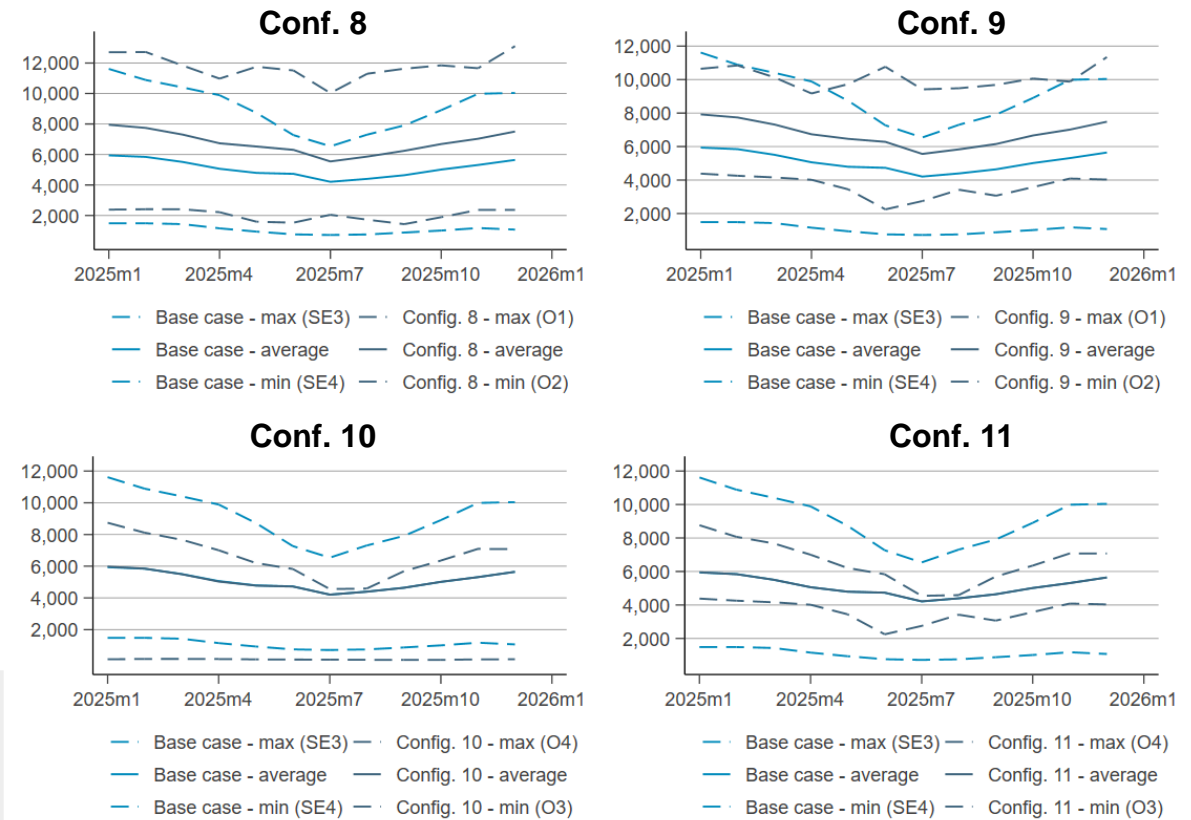 Conf. 8
12,000
10,000
8,000
6,000
4,000
2,000
2025m1 2025m4 2025m7 2025m10 2026m1
Base case - max (SE3) Config. 8 - max (O1)
Base case - average Config. 8 - average
Base case - min (SE4) Config. 8 - min (O2)
Conf. 9
12,000
10,000
8,000
6,000
4,000
2,000
2025m1 2025m4 2025m7 2025m10 2026m1
Base case - max (SE3) Config. 9 - max (O1)
Base case - average Config. 9 - average
Base case - min (SE4) Config. 9 - min (O2)
Conf. 10
12,000
10,000
8,000
6,000
4,000
2,000
2025m1 2025m4 2025m7 2025m10 2026m1
Base case - max (SE3) Config. 10 - max (O4)
Base case - average Config. 10 - average
Base case - min (SE4) Config. 10 - min (O3)
Conf. 11
12,000
10,000
8,000
6,000
4,000
2,000
2025m1 2025m4 2025m7 2025m10 2026m1
Base case - max (SE3) Config. 11 - max (O4)
Base case - average Config. 11 - average
Base case - min (SE4) Config. 11 - min (O3)